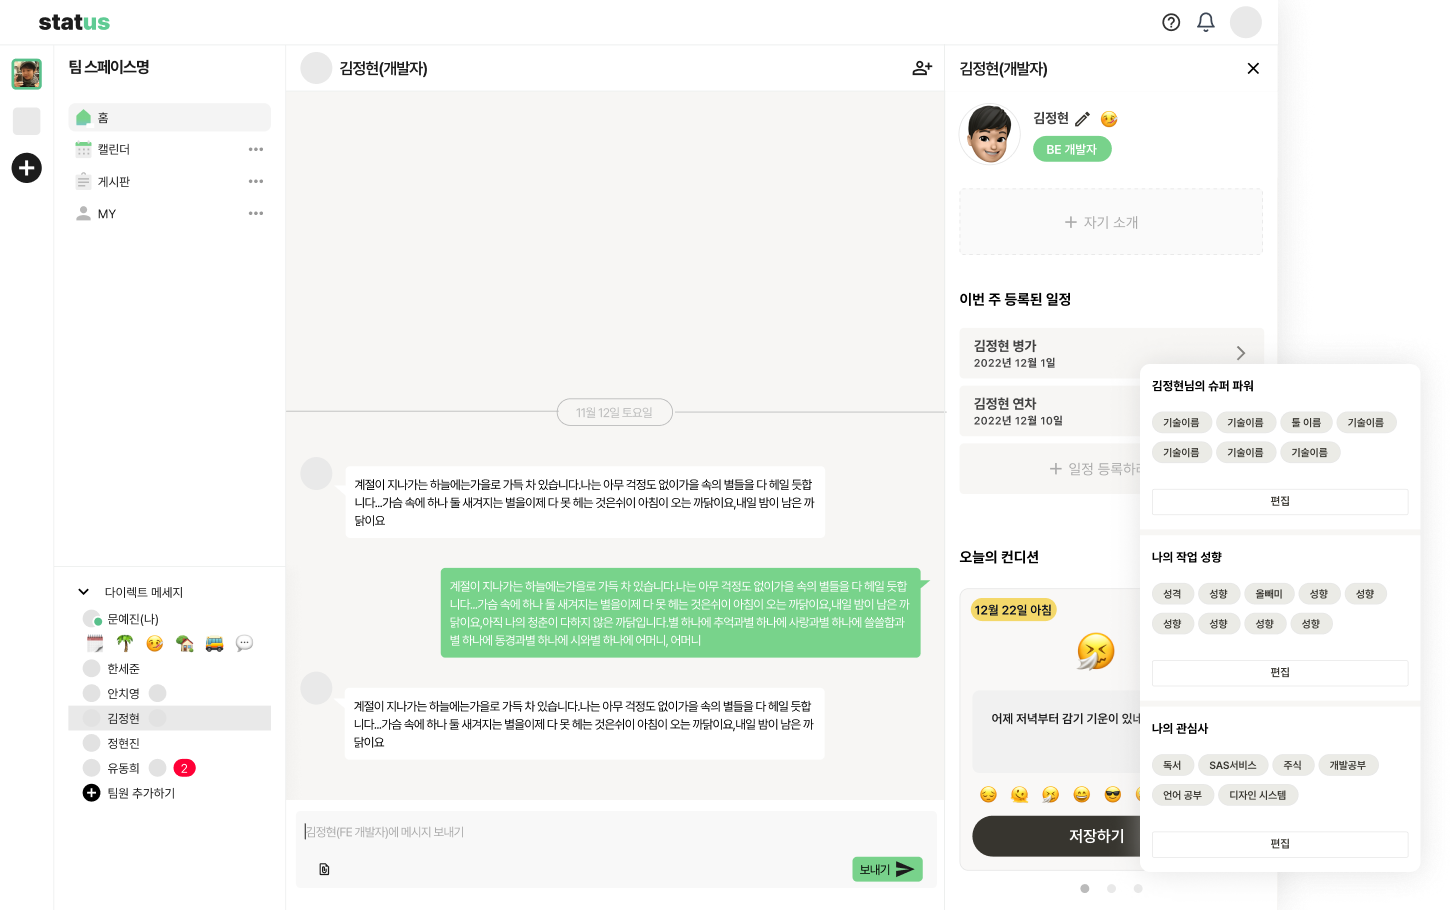 status
팀 스페이스명
홈
캘린더
게시판
MY
다이렉트 메세지
문예진(나)
한세준
안치영
김정현
정현진
유동희 2
팀원 추가하기
김정현(개발자)
11월 12일 토요일
계절이 지나가는 하늘에는가을로 가득 차 있습니다.나는 아무 걱정도 없이가을 속의 별들을 다 헤일 듯합
니다...가슴 속에 하나 둘 새겨지는 별을이제 다 못 헤는 것은쉬이 아침이 오는 까닭이요,내일 밤이 남은 까
닭이요
계절이 지나가는 하늘에는가을로 가득 차 있습니다.나는 아무 걱정도 없이가을 속의 별들을 다 헤일 듯합
니다...가슴 속에 하나 둘 새겨지는 별을이제 다 못 헤는 것은쉬이 아침이 오는 까닭이요,내일 밤이 남은 까
닭이요,아직 나의 청춘이 다하지 않은 까닭입니다.별 하나에 추억과별 하나에 사랑과별 하나에 쓸쓸함과
별 하나에 동경과별 하나에 시와별 하나에 어머니, 어머니
계절이 지나가는 하늘에는가을로 가득 차 있습니다.나는 아무 걱정도 없이가을 속의 별들을 다 헤일 듯합
니다...가슴 속에 하나 둘 새겨지는 별을이제 다 못 헤는 것은쉬이 아침이 오는 까닭이요,내일 밤이 남은 까
닭이요
김정현(FE 개발자)에 메시지 보내기
보내기
김정현(개발자)
김정현
BE 개발자
자기 소개
이번 주 등록된 일정
김정현 병가
2022년 12월 1일
김정현 연차
2022년 12월 10일
일정 등록하
오늘의 컨디션
12월 22일 아침
어제 저녁부터 감기 기운이 있
저장하기
김정현님의 슈퍼 파워
기술이름 기술이름 툴 이름 기술이름
기술이름 기술이름 기술이름
편집
나의 작업 성향
성격 성향 올빼미 성향 성향
성향 성향 성향 성향
편집
나의 관심사
독서 SAS서비스 주식 개발공부
언어 공부 디자인 시스템
편집